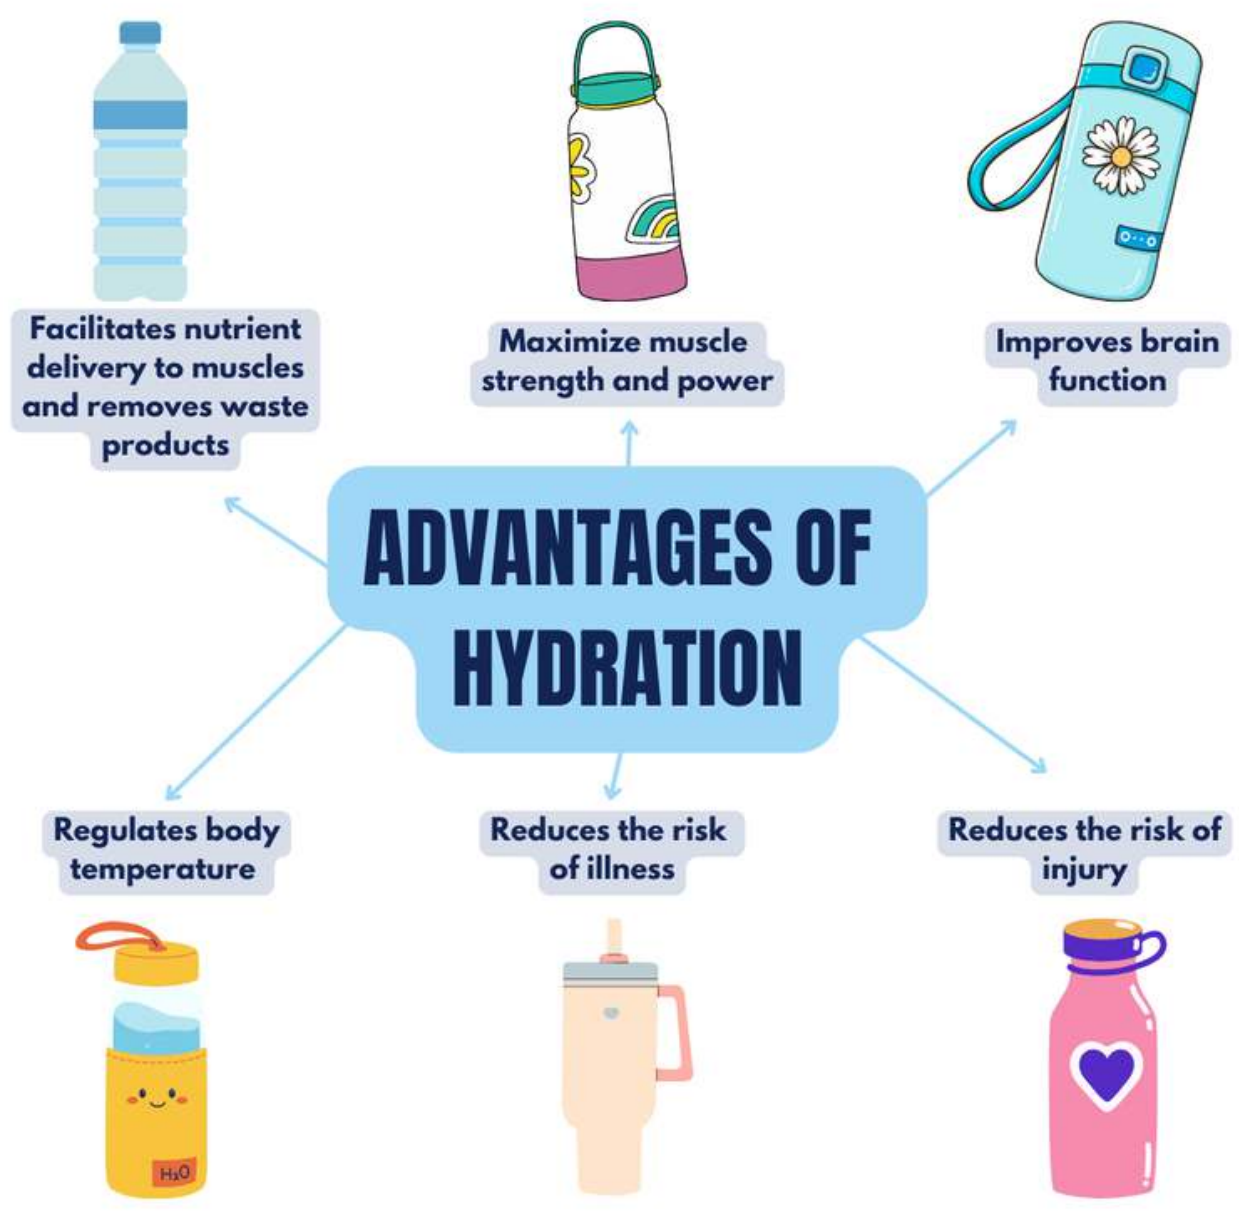 Facilitates nutrient
delivery to muscles
and removes waste
products
Maximize muscle
strength and power
Improves brain
function
ADVANTAGES OF
HYDRATION
Regulates body
temperature
Reduces the risk
of illness
Reduces the risk of
injury
H₂O